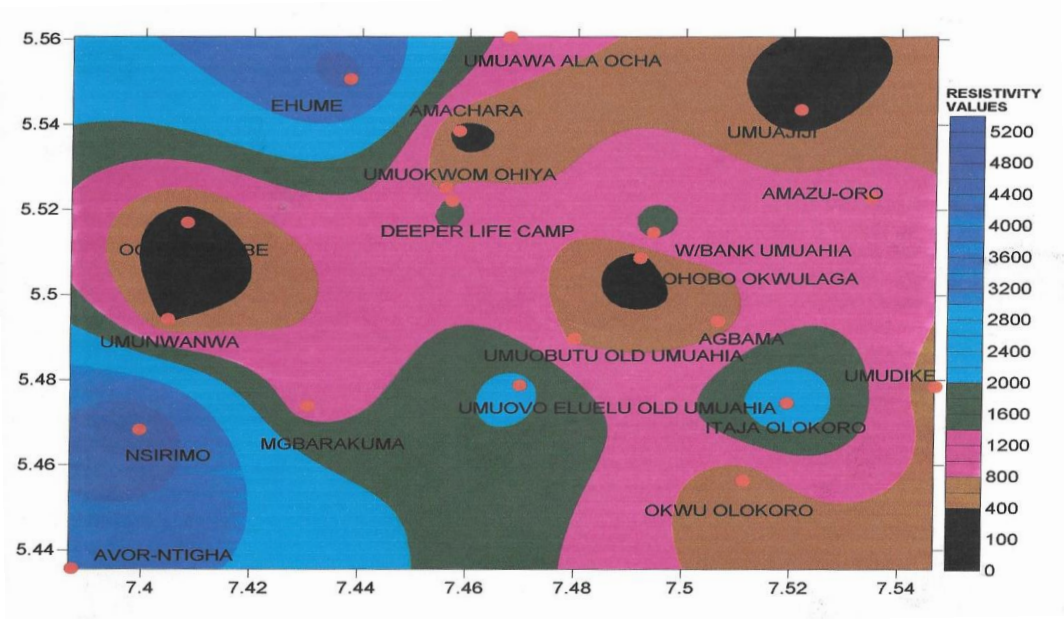 5.56
UMUAWA ALA OCHA
EHUME
AMACHARA
5.54
UMUAJIJI
UMUOKWOM OHIYA
AMAZU-ORO
5.52
DEEPER LIFE CAMP
W/BANK UMUAHIA
OHOBO OKWULAGA
5.5
UMUNWANWA
AGBAMA
UMUOBUTU OLD UMUAHIA
5.48
UMUDIKE
UMUOVO ELUELU OLD UMUAHIA
ITAJA OLOKORO
MGBARAKUMA
NSIRIMO
5.46
OKWU OLOKORO
5.44
AVOR-NTIGHA
7.4 7.42 7.44 7.46 7.48 7.5 7.52 7.54
RESISTIVITY
VALUES
5200
4800
4400
4000
3600
3200
2800
2400
2000
1600
1200
800
400
100
0